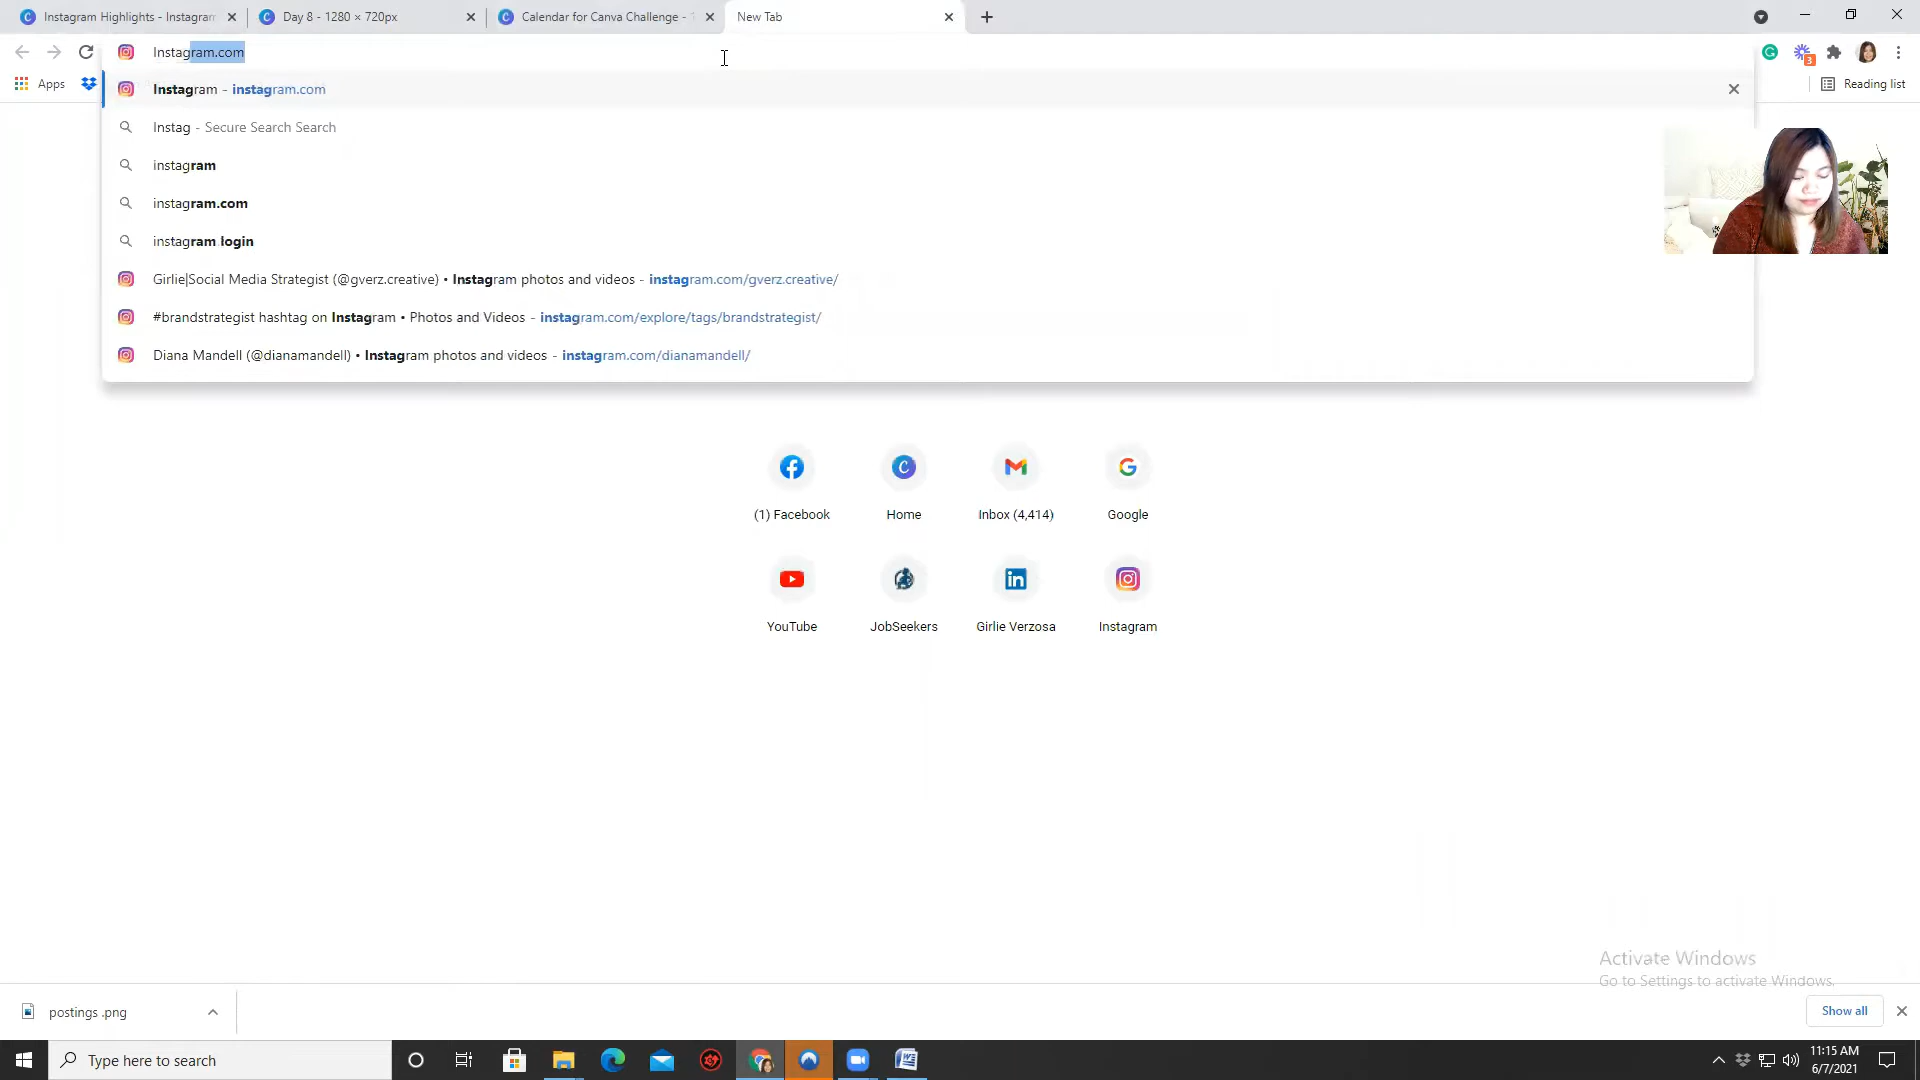 Instagram Highlights - Instagram
Day 8 - 1280 × 720px
Calendar for Canva Challenge -
New Tab
Instagram.com
Apps
Reading list
Instagram - instagram.com
Instag - Secure Search Search
instagram
instagram.com
instagram login
Girlie|Social Media Strategist (@gverz.creative) • Instagram photos and videos - instagram.com/gverz.creative/
#brandstrategist hashtag on Instagram • Photos and Videos - instagram.com/explore/tags/brandstrategist/
Diana Mandell (@dianamandell) • Instagram photos and videos - instagram.com/dianamandell/
3
(1) Facebook
Home
Inbox (4,414)
Google
YouTube
JobSeekers
Girlie Verzosa
Instagram
Activate Windows
Go to Settings to activate Windows.
postings .png
Show all
Type here to search
11:15 AM
6/7/2021